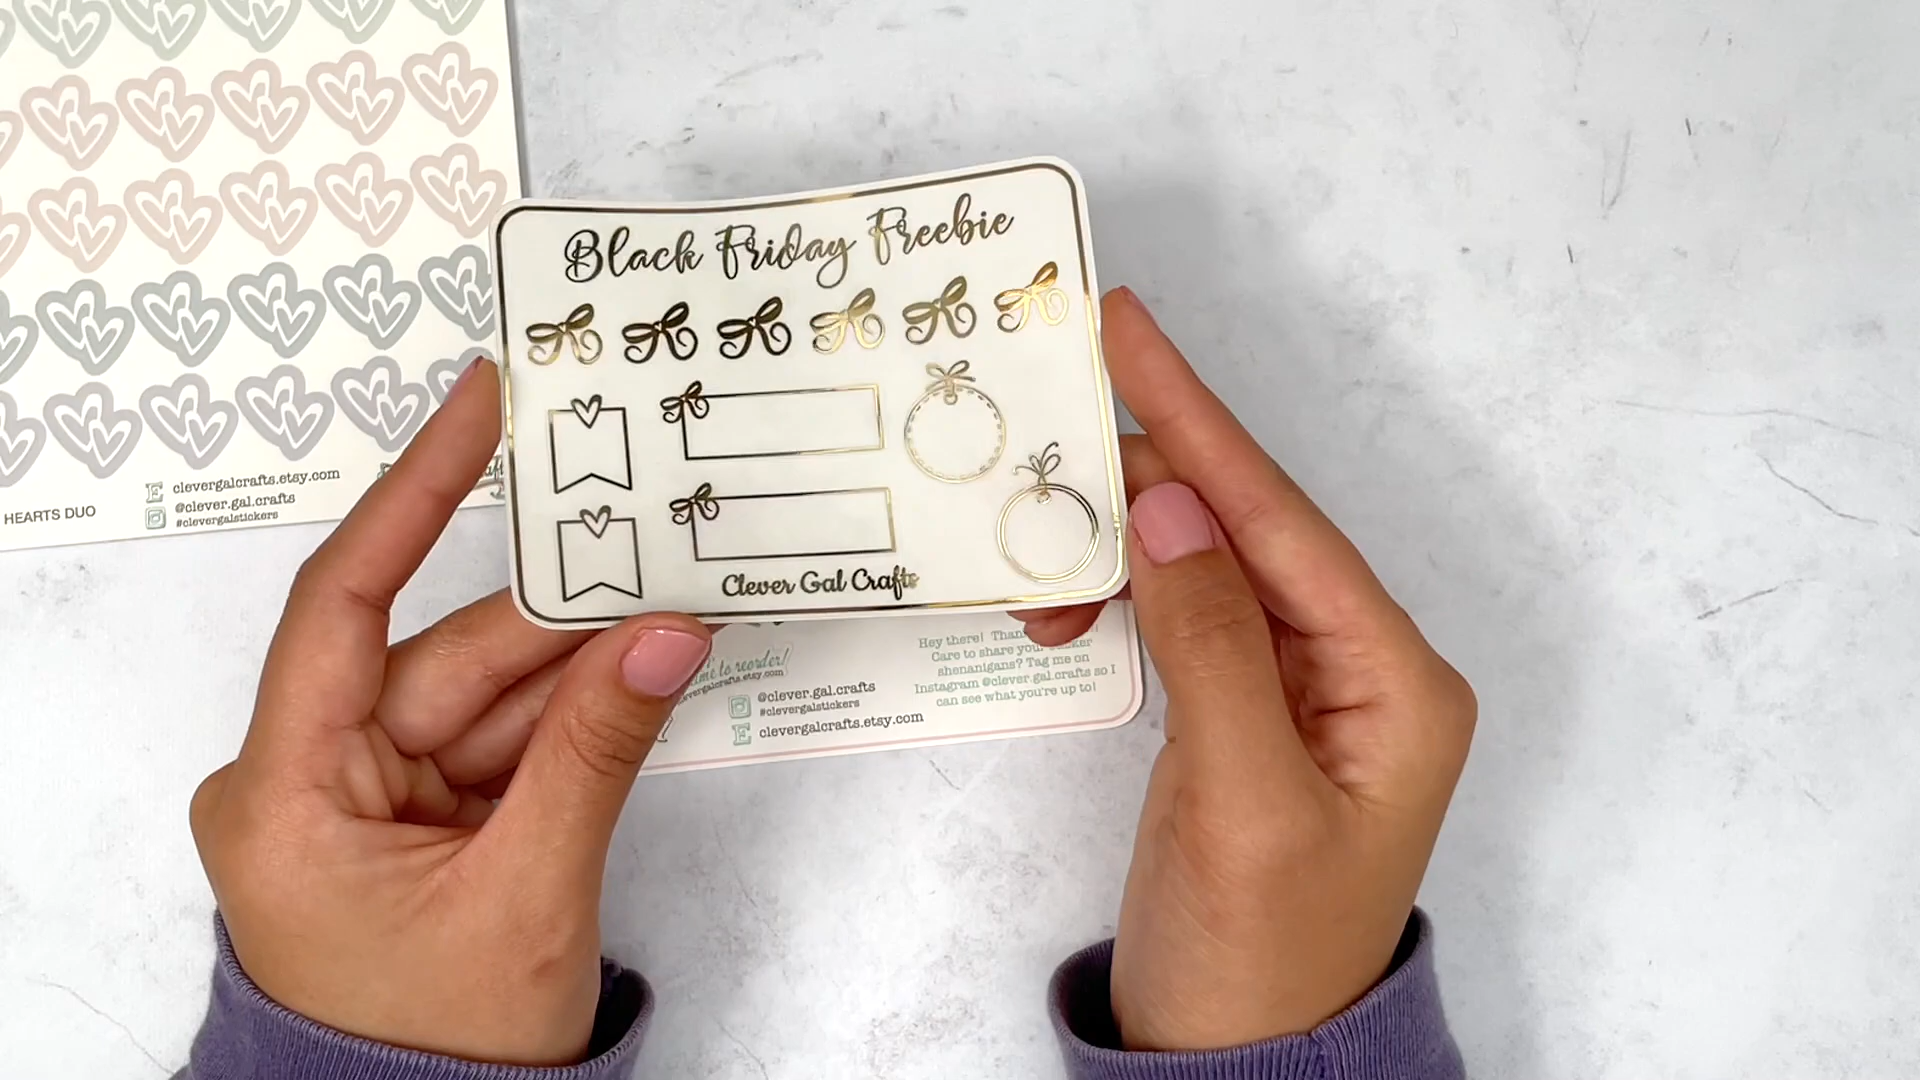 Black Friday Freebie
Clever Gal Crafts
HEARTS DUO
clevergalcrafts.etsy.com
@clever.gal.crafts
#clevergalstickers
to reorder!
@clever.gal.crafts
#clevergalstickers
clevergalcrafts.etsy.com
Hey there!
Care to share your
shenanigans? Tag me on
Instagram @clever.gal.crafts so I
can see what you're up to!